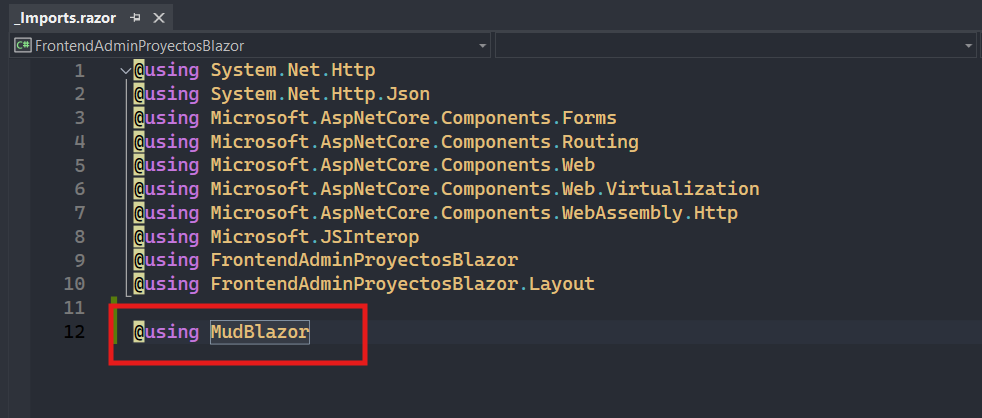 _Imports.razor
C# FrontendAdminProyectosBlazor
1 @using System.Net.Http
2 @using System.Net.Http.Json
3 @using Microsoft.AspNetCore.Components.Forms
4 @using Microsoft.AspNetCore.Components.Routing
5 @using Microsoft.AspNetCore.Components.Web
6 @using Microsoft.AspNetCore.Components.Web.Virtualization
7 @using Microsoft.AspNetCore.Components.WebAssembly.Http
8 @using Microsoft.JSInterop
9 @using FrontendAdminProyectosBlazor
10 @using FrontendAdminProyectosBlazor.Layout
11
12 @using MudBlazor